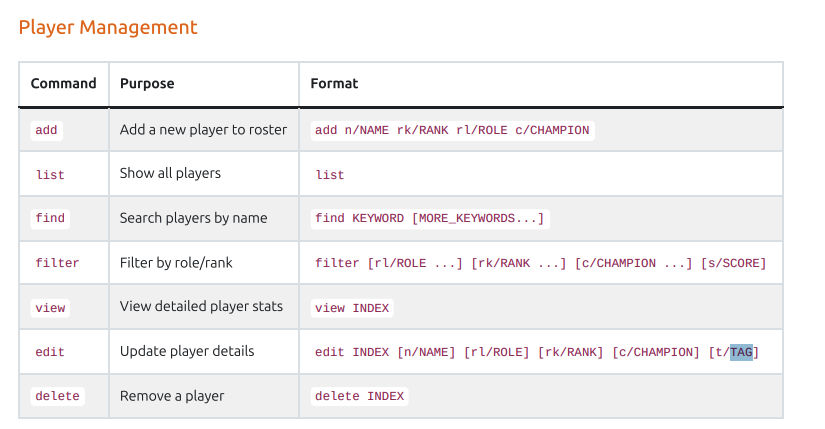 Player Management
Command Purpose Format
add Add a new player to roster add n/NAME rk/RANK rl/ROLE c/CHAMPION
list Show all players list
find Search players by name find KEYWORD [MORE_KEYWORDS...]
filter Filter by role/rank filter [rl/ROLE ...] [rk/RANK ...] [c/CHAMPION ...] [s/SCORE]
view View detailed player stats view INDEX
edit Update player details edit INDEX [n/NAME] [rl/ROLE] [rk/RANK] [c/CHAMPION] [t/TAG]
delete Remove a player delete INDEX